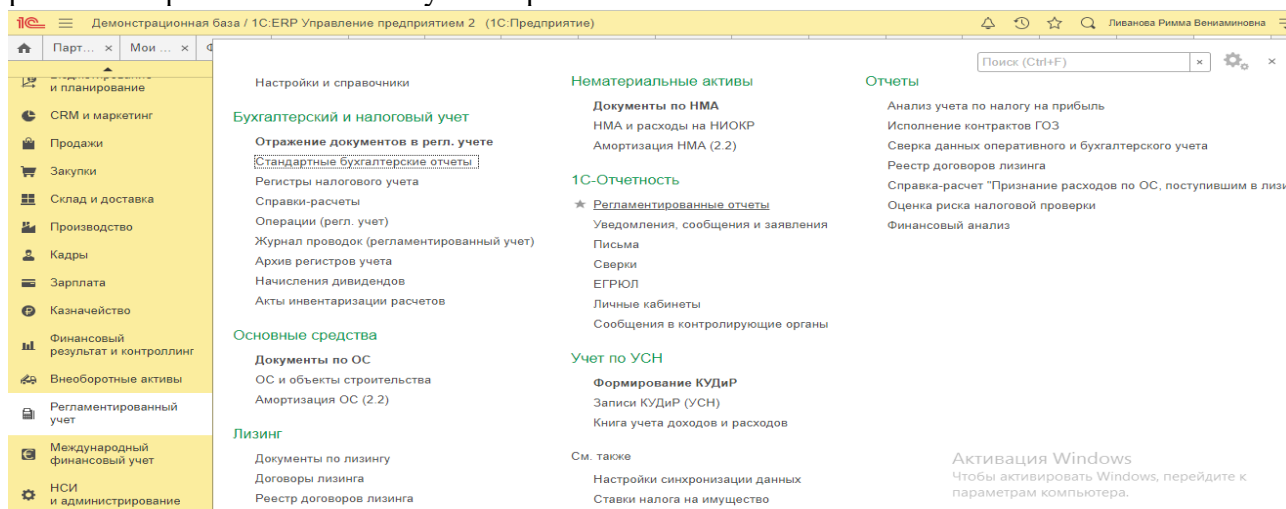 Демонстрационная база / 1С:ERP Управление предприятием 2 (1С:Предприятие)
Ливанова Римма Вениаминовна
Парт... ×
Мои ... ×
Поиск (Ctrl+F) ×
и планирование
CRM и маркетинг
Продажи
Закупки
Склад и доставка
Производство
Кадры
Зарплата
Казначейство
Финансовый
результат и контроллинг
Внеоборотные активы
Регламентированный
учет
Международный
финансовый учет
НСИ
и администрирование
Настройки и справочники
Бухгалтерский и налоговый учет
Отражение документов в регл. учете
Стандартные бухгалтерские отчеты
Регистры налогового учета
Справки-расчеты
Операции (регл. учет)
Журнал проводок (регламентированный учет)
Архив регистров учета
Начисления дивидендов
Акты инвентаризации расчетов
Основные средства
Документы по ОС
ОС и объекты строительства
Амортизация ОС (2.2)
Лизинг
Документы по лизингу
Договоры лизинга
Реестр договоров лизинга
Нематериальные активы
Документы по НМА
НМА и расходы на НИОКР
Амортизация НМА (2.2)
1С-Отчетность
Регламентированные отчеты
Уведомления, сообщения и заявления
Письма
Сверки
ЕГРЮЛ
Личные кабинеты
Сообщения в контролирующие органы
Учет по УСН
Формирование КУДиР
Записи КУДиР (УСН)
Книга учета доходов и расходов
См. также
Настройки синхронизации данных
Ставки налога на имущество
Отчеты
Анализ учета по налогу на прибыль
Исполнение контрактов ГОЗ
Сверка данных оперативного и бухгалтерского учета
Реестр договоров лизинга
Справка-расчет "Признание расходов по ОС, поступившим в лизи
Оценка риска налоговой проверки
Финансовый анализ
Активация Windows
Чтобы активировать Windows, перейдите к
параметрам компьютера.